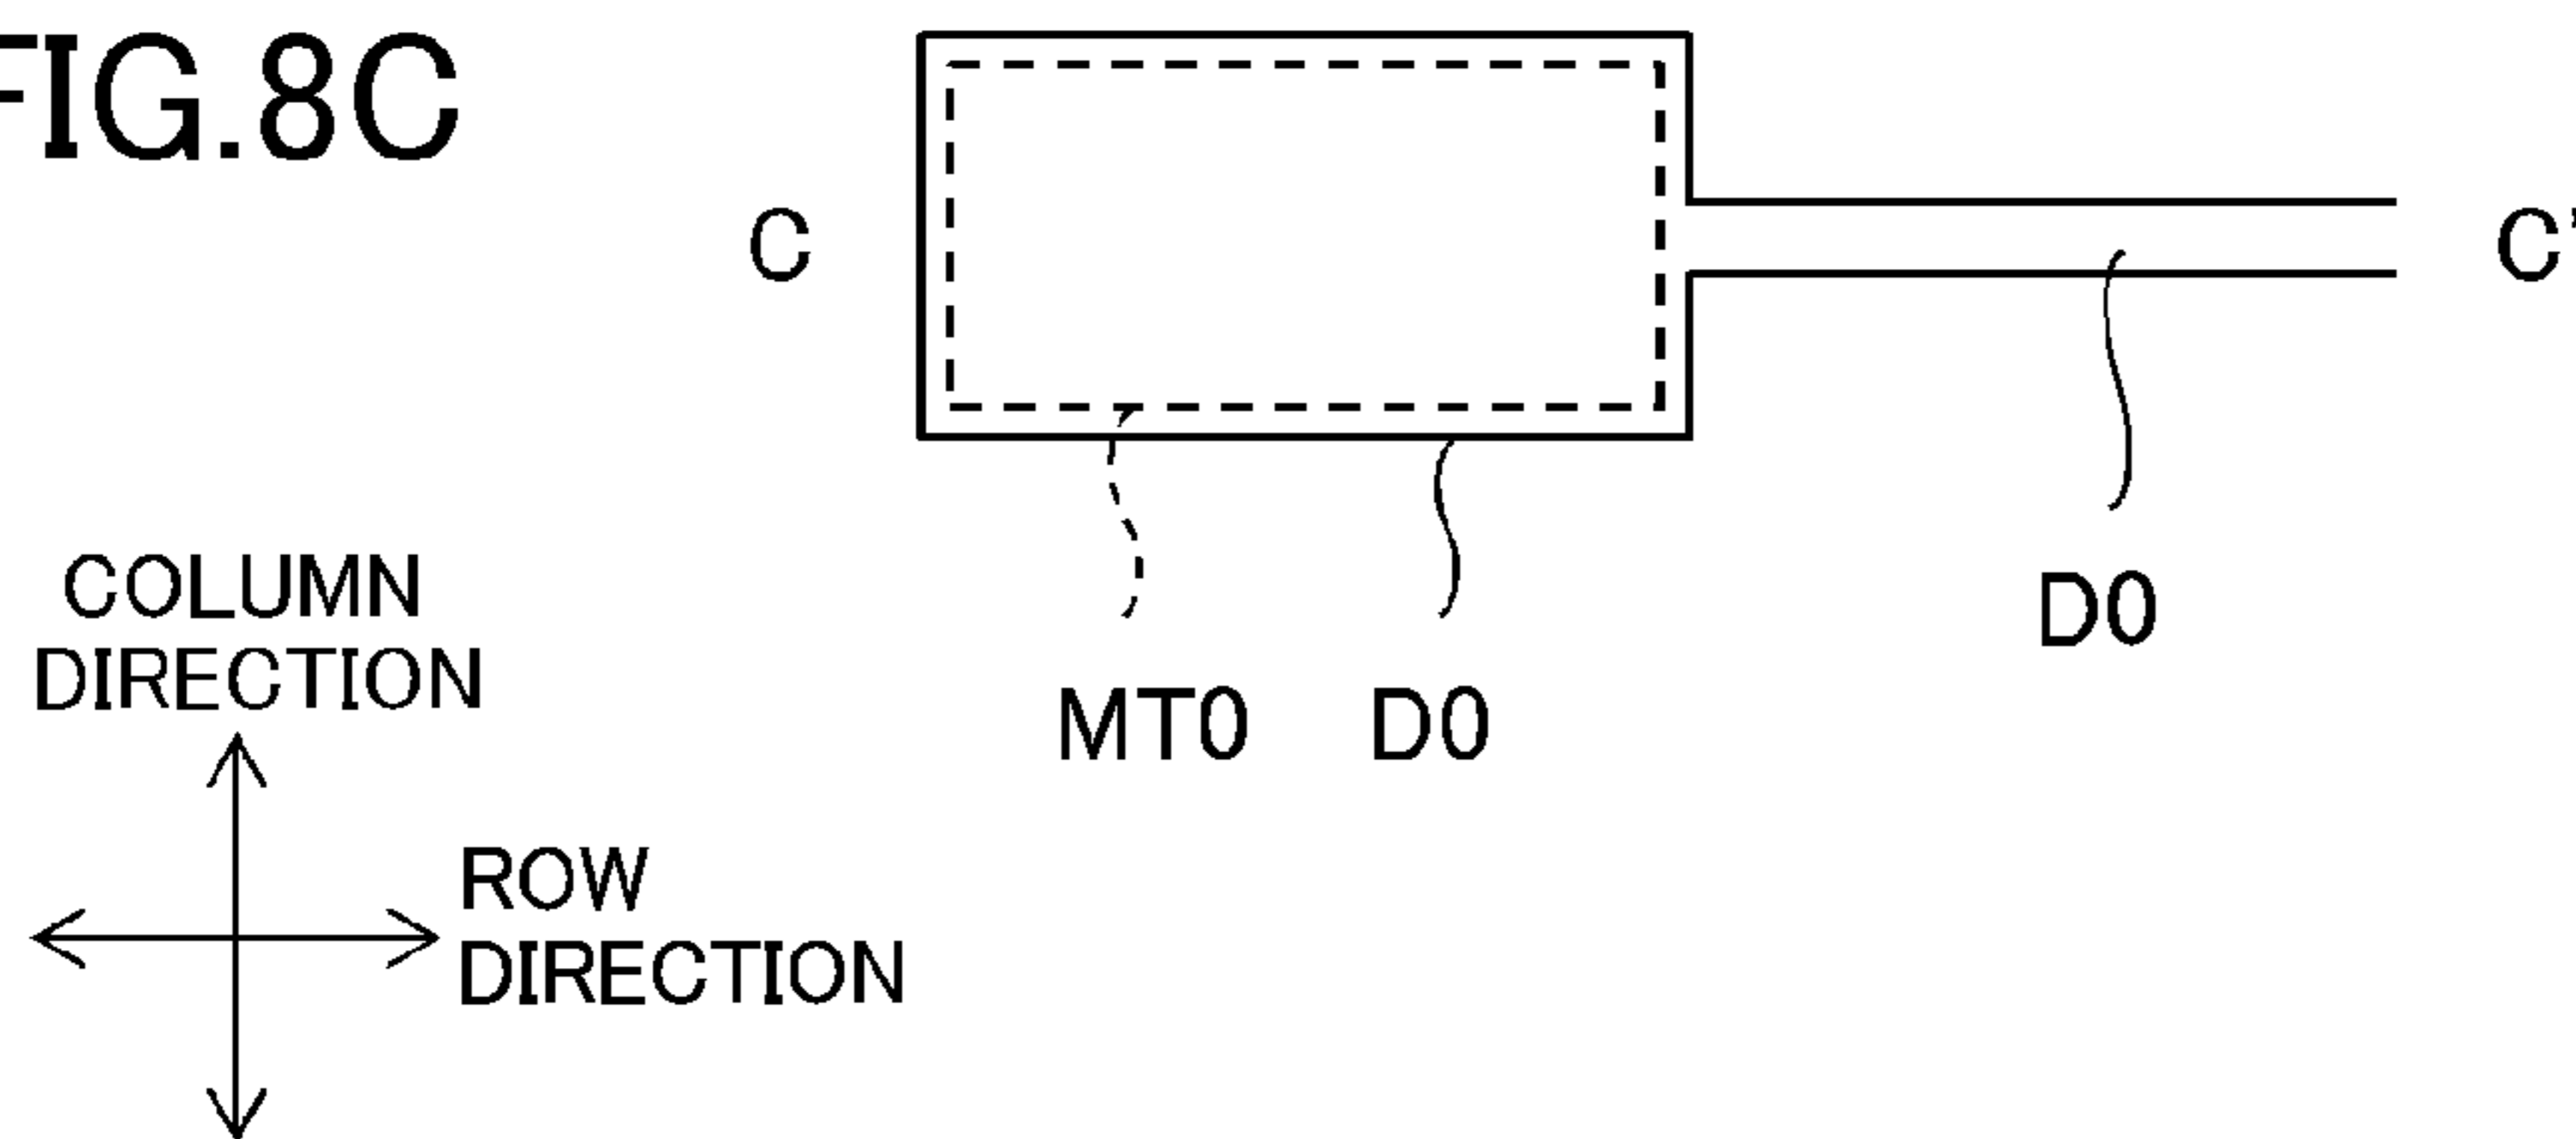 FIG.8C
C
C'
D0
MT0
D0
COLUMN
DIRECTION
ROW
DIRECTION